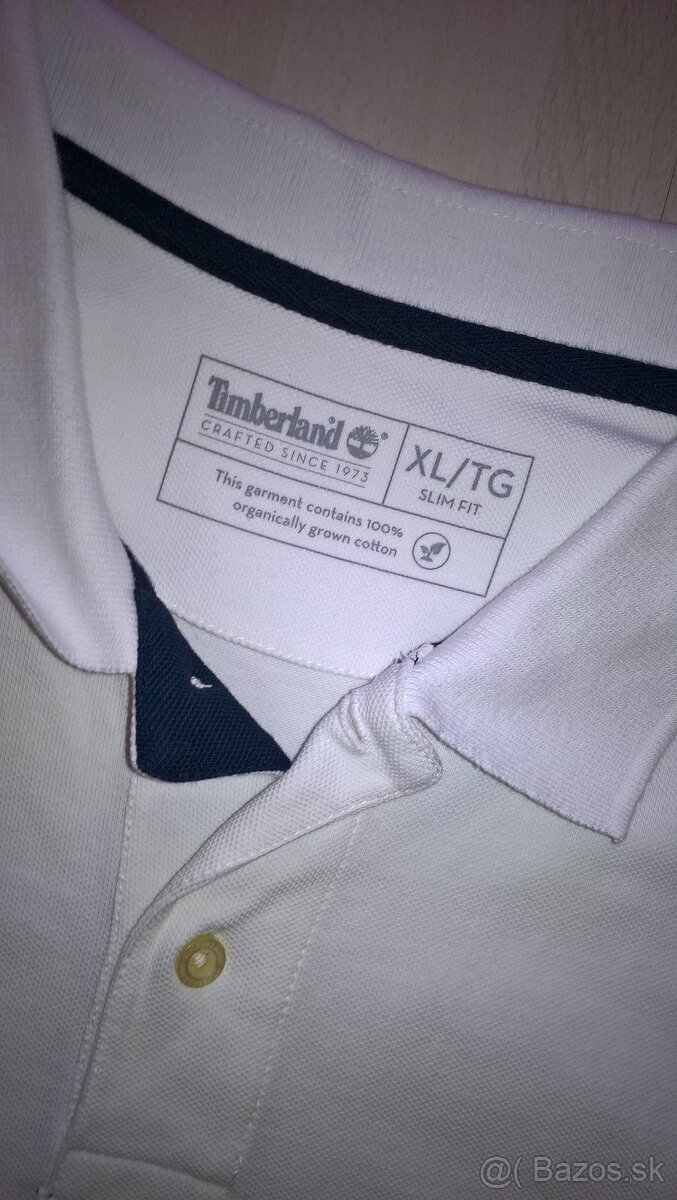 Timberland®
CRAFTED SINCE 1973
XL/TG
SLIM FIT
This garment contains 100%
organically grown cotton
@( Bazos.sk